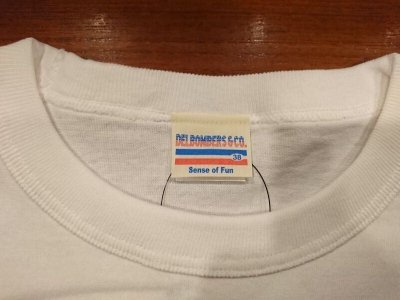 DELBOMBERS & CO.
38
Sense of Fun